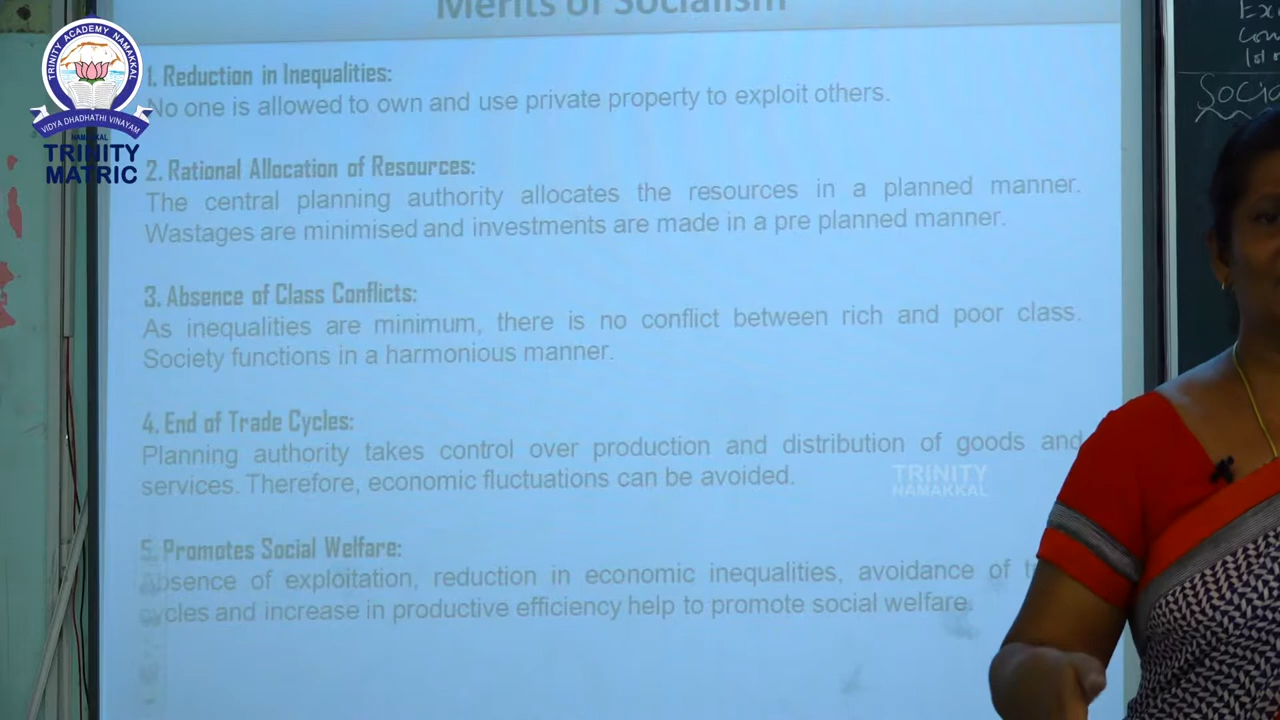 Merits of Socialism
1. Reduction in Inequalities:
No one is allowed to own and use private property to exploit others.
2. Rational Allocation of Resources:
The central planning authority allocates the resources in a planned manner.
Wastages are minimised and investments are made in a pre planned manner.
3. Absence of Class Conflicts:
As inequalities are minimum, there is no conflict between rich and poor class.
Society functions in a harmonious manner.
4. End of Trade Cycles:
Planning authority takes control over production and distribution of goods and
services. Therefore, economic fluctuations can be avoided.
5. Promotes Social Welfare:
Absence of exploitation, reduction in economic inequalities, avoidance of
cycles and increase in productive efficiency help to promote social welfare.
TRINITY ACADEMY NAMAKKAL
VIDYA DHADHATHI VINAYAM
NAMAKKAL
TRINITY
MATRIC
TRINITY
NAMAKKAL